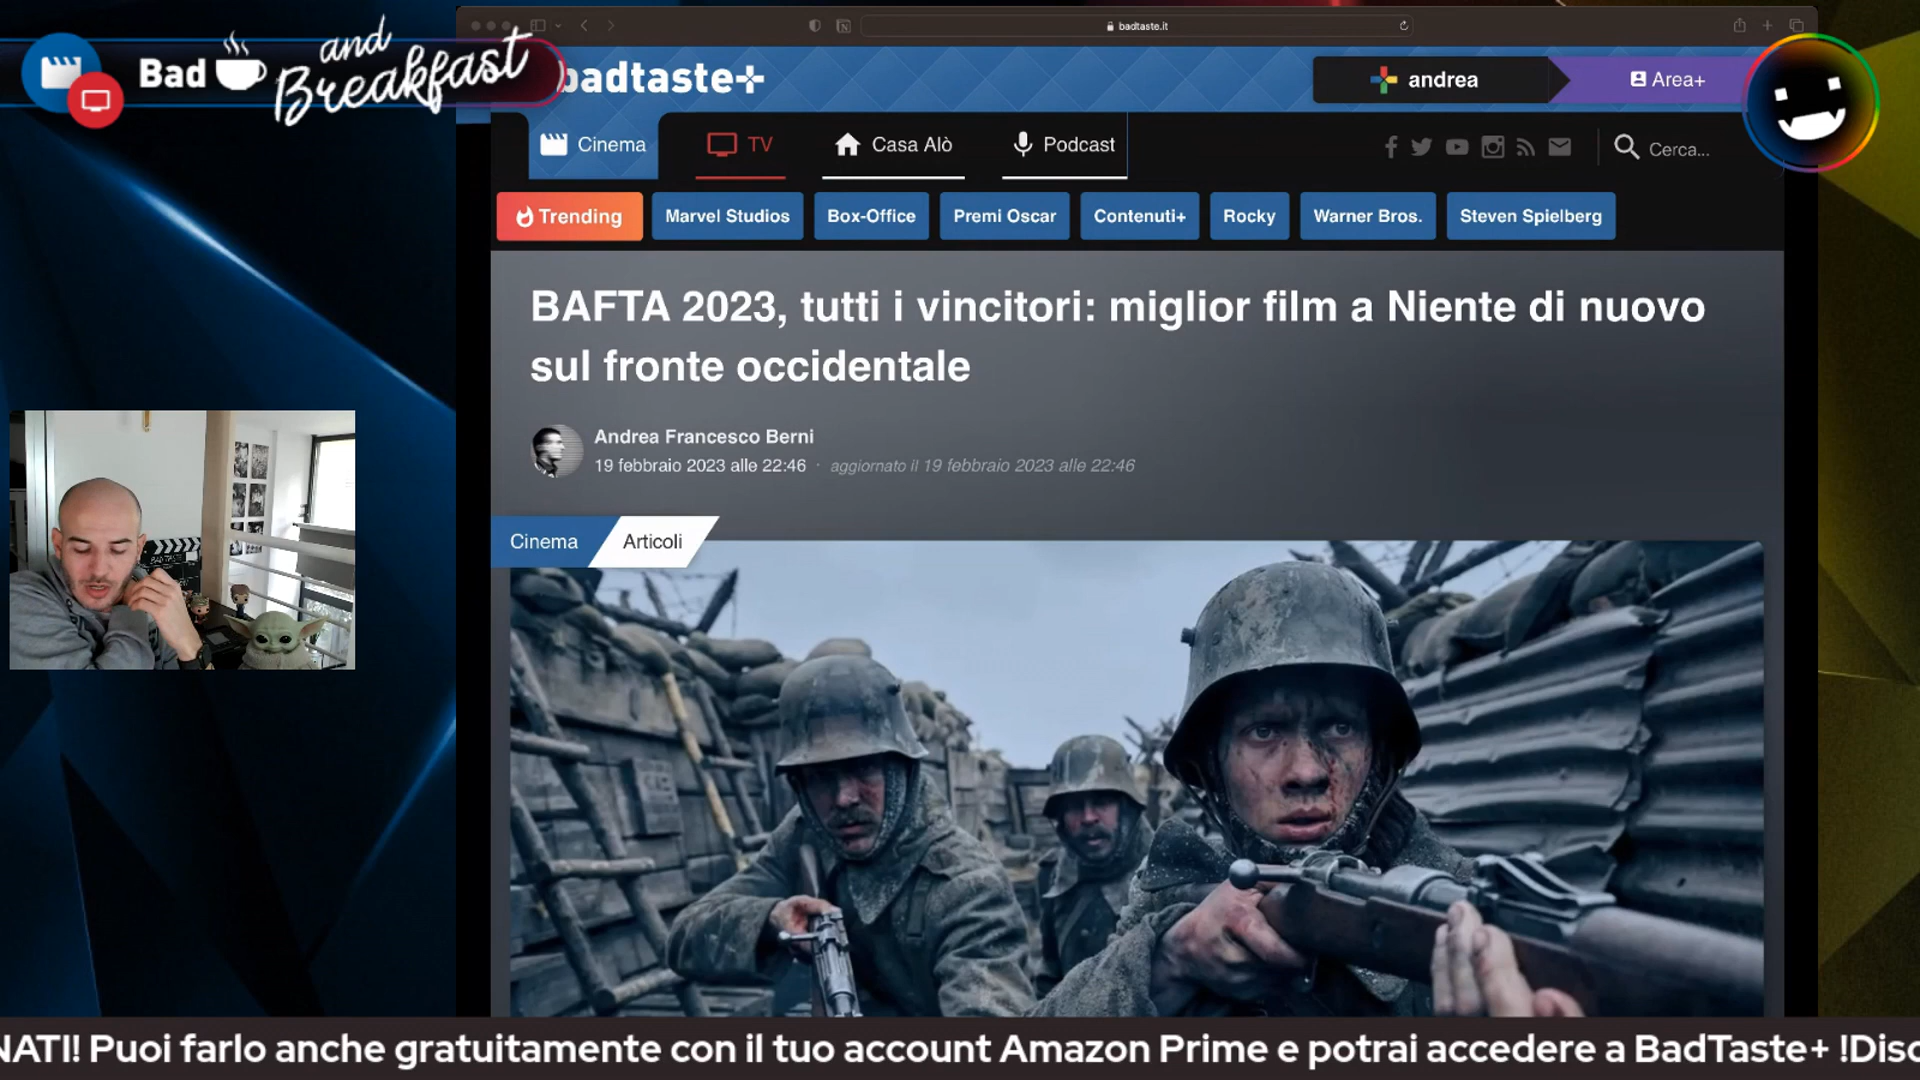 badtaste.it
Bad and Breakfast
badtaste+
andrea
Area+
Cinema
TV
Casa Alò
Podcast
Cerca...
Trending
Marvel Studios
Box-Office
Premi Oscar
Contenuti+
Rocky
Warner Bros.
Steven Spielberg
BAFTA 2023, tutti i vincitori: miglior film a Niente di nuovo
sul fronte occidentale
Andrea Francesco Berni
19 febbraio 2023 alle 22:46 · aggiornato il 19 febbraio 2023 alle 22:46
Cinema
Articoli
BADTASTE
NATI! Puoi farlo anche gratuitamente con il tuo account Amazon Prime e potrai accedere a BadTaste+ !Disc